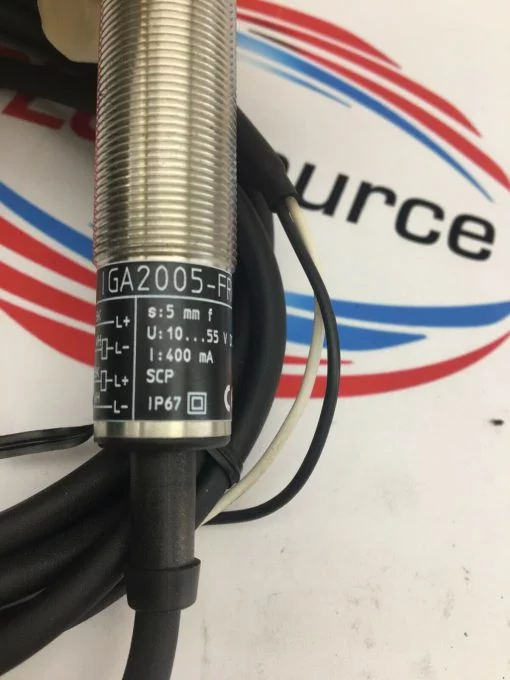 urce
IGA2005-FR
L+
s:5 mm f
L-
U:10...55 V
L+
I:400 mA
SCP
L-
IP67